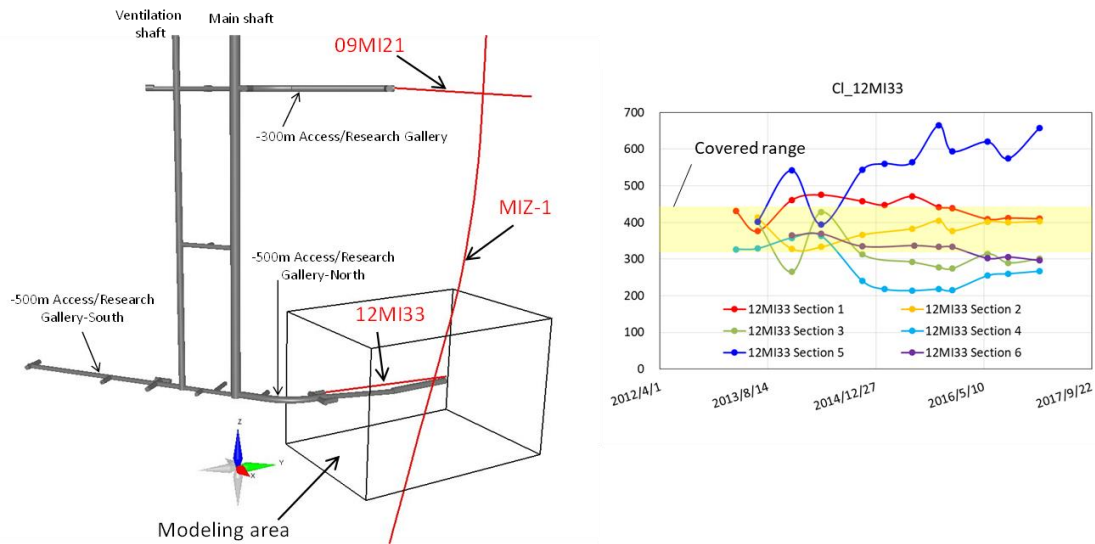 Ventilation
shaft
Main shaft
09MI21
-300m Access/Research Gallery
MIZ-1
-500m Access/Research
Gallery-North
-500m Access/Research
Gallery-South
12MI33
Z
Y
X
Modeling area
Cl_12MI33
700
600
500
400
300
200
100
0
Covered range
12MI33 Section 1
12MI33 Section 2
12MI33 Section 3
12MI33 Section 4
12MI33 Section 5
12MI33 Section 6
2012/4/1
2013/8/14
2014/12/27
2016/5/10
2017/9/22